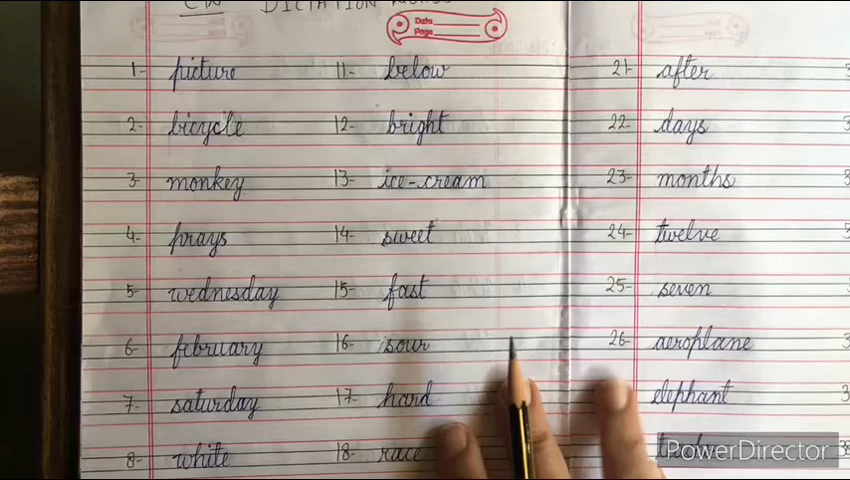 CW DICTATION
Date
Page
1- picture
2- bicycle
3- monkey
4- prays
5- wednesday
6- february
7- saturday
8- white
11- below
12- bright
13- ice-cream
14- sweet
15- fast
16- sour
17- hard
18- race
21- after
22- days
23- months
24- twelve
25- seven
26- aeroplane
elephant
PowerDirector